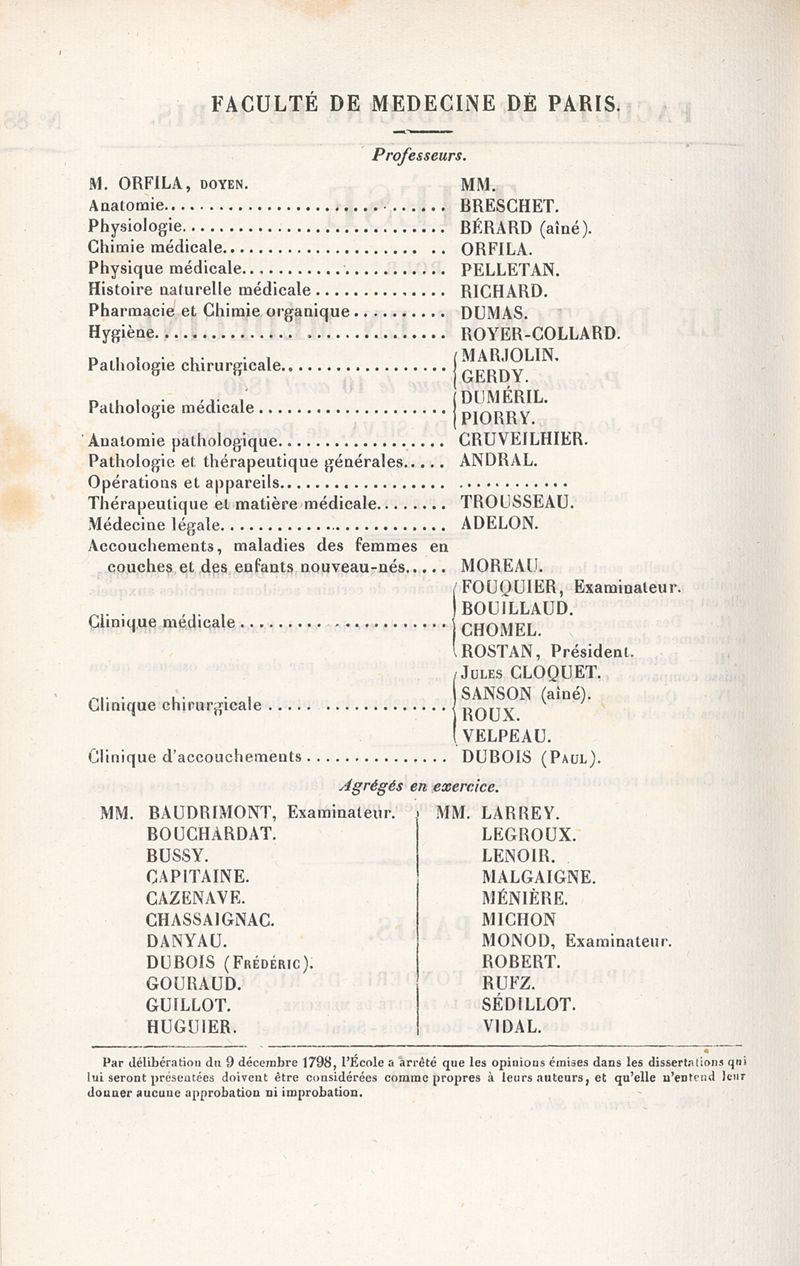 FACULTÉ DE MEDECINE DE PARIS.
Professeurs.
M. ORFILA, DOYEN. MM.
Anatomie.............................. BRESCHET.
Physiologie............................ BÉRARD (aîné).
Chimie médicale....................... ORFILA.
Physique médicale...................... PELLETAN.
Histoire naturelle médicale.............. RICHARD.
Pharmacie et Chimie organique.......... DUMAS.
Hygiène............................... ROYER-COLLARD.
Pathologie chirurgicale.................. MARJOLIN.
GERDY.
Pathologie médicale.................... DUMÉRIL.
PIORRY.
Anatomie pathologique.................. CRUVEILHIER.
Pathologie et thérapeutique générales..... ANDRAL.
Opérations et appareils.................. ............
Thérapeutique et matière médicale........ TROUSSEAU.
Médecine légale......................... ADELON.
Accouchements, maladies des femmes en
couches et des enfants nouveau-nés..... MOREAU.
Clinique médicale...................... FOUQUIER, Examinateur.
BOUILLAUD.
CHOMEL.
ROSTAN, Président.
Clinique chirurgicale................... JULES CLOQUET.
SANSON (aîné).
ROUX.
VELPEAU.
Clinique d'accouchements............... DUBOIS (PAUL).
Agrégés en exercice.
MM. BAUDRIMONT, Examinateur.
BOUCHARDAT.
BUSSY.
CAPITAINE.
CAZENAVE.
CHASSAIGNAC.
DANYAU.
DUBOIS (FRÉDÉRIC).
GOURAUD.
GUILLOT.
HUGUIER.
MM. LARREY.
LEGROUX.
LENOIR.
MALGAIGNE.
MÉNIÈRE.
MICHON
MONOD, Examinateur.
ROBERT.
RUFZ.
SÉDILLOT.
VIDAL.
Par délibération du 9 décembre 1798, l'École a arrêté que les opinions émises dans les dissertations qui
lui seront présentées doivent être considérées comme propres à leurs auteurs, et qu'elle n'entend leur
donner aucune approbation ni improbation.